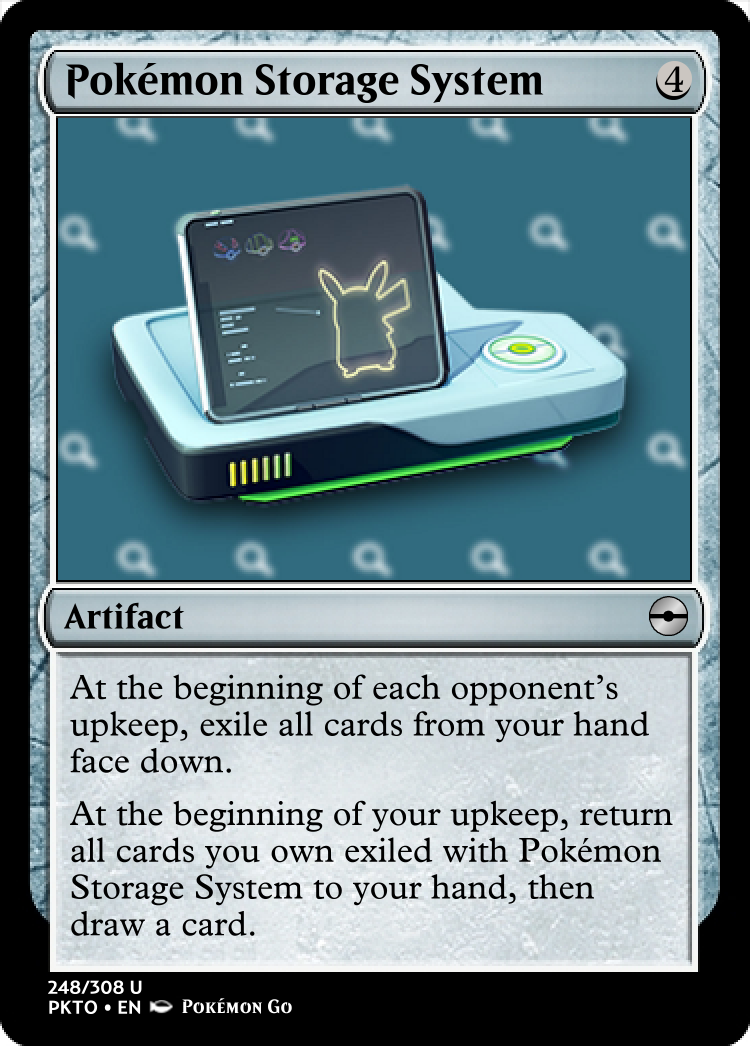 Pokémon Storage System 4
Artifact
At the beginning of each opponent's
upkeep, exile all cards from your hand
face down.
At the beginning of your upkeep, return
all cards you own exiled with Pokémon
Storage System to your hand, then
draw a card.
248/308 U
PKTO • EN Pokémon Go